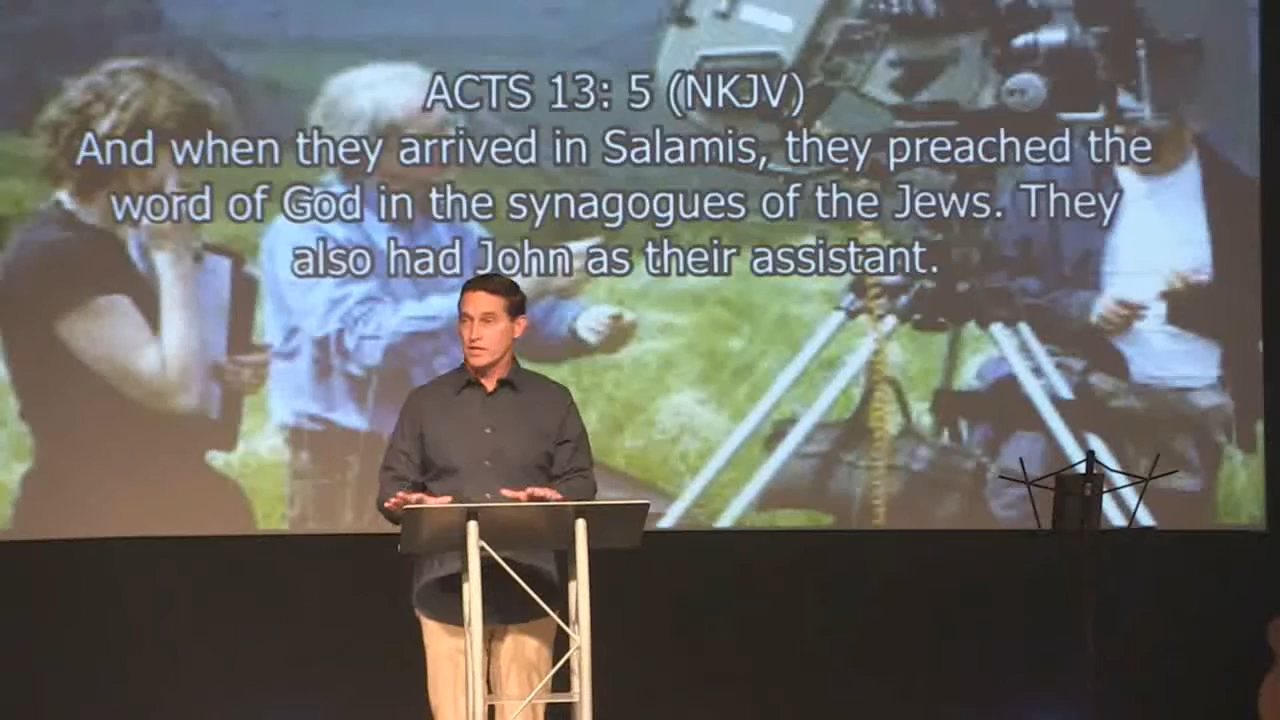 ACTS 13: 5 (NKJV)
And when they arrived in Salamis, they preached the
word of God in the synagogues of the Jews. They
also had John as their assistant.